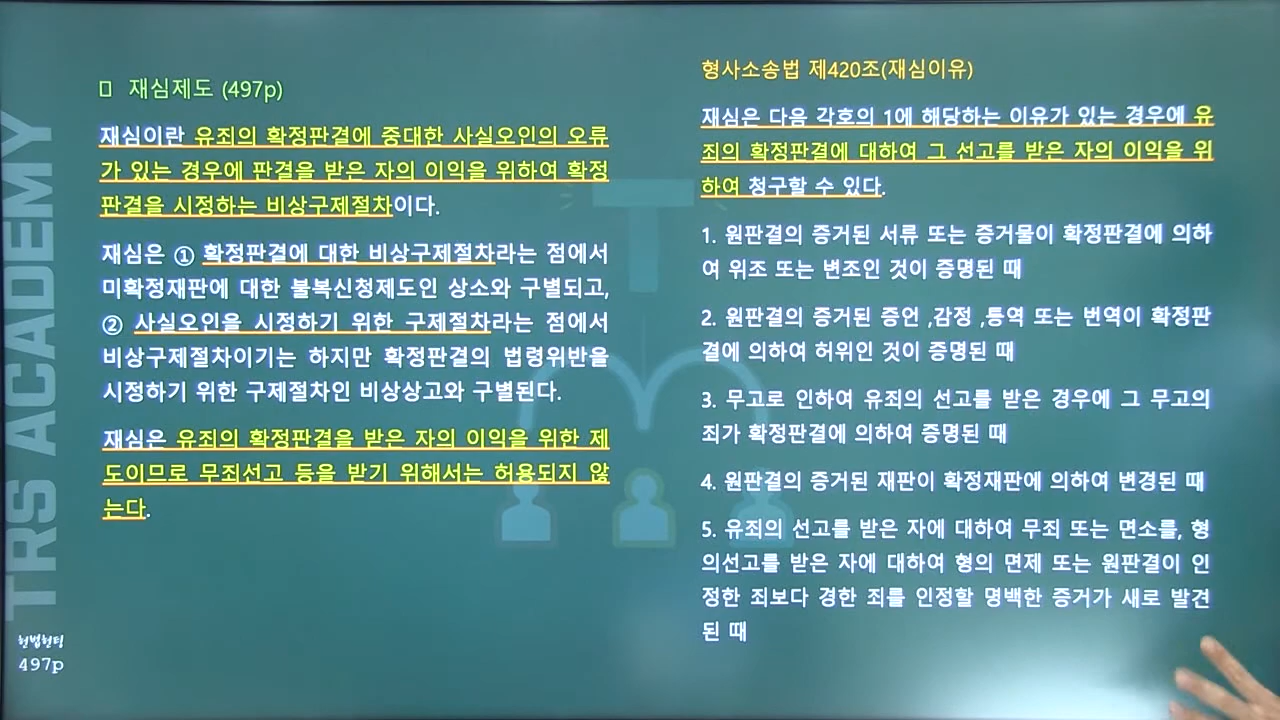 재심제도 (497p)
재심이란 유죄의 확정판결에 중대한 사실오인의 오류
가 있는 경우에 판결을 받은 자의 이익을 위하여 확정
판결을 시정하는 비상구제절차이다.
재심은 ① 확정판결에 대한 비상구제절차라는 점에서
미확정재판에 대한 불복신청제도인 상소와 구별되고,
② 사실오인을 시정하기 위한 구제절차라는 점에서
비상구제절차이기는 하지만 확정판결의 법령위반을
시정하기 위한 구제절차인 비상상고와 구별된다.
재심은 유죄의 확정판결을 받은 자의 이익을 위한 제
도이므로 무죄선고 등을 받기 위해서는 허용되지 않
는다.
형사소송법 제420조(재심이유)
재심은 다음 각호의 1에 해당하는 이유가 있는 경우에 유
죄의 확정판결에 대하여 그 선고를 받은 자의 이익을 위
하여 청구할 수 있다.
1. 원판결의 증거된 서류 또는 증거물이 확정판결에 의하
여 위조 또는 변조인 것이 증명된 때
2. 원판결의 증거된 증언 ,감정 ,통역 또는 번역이 확정판
결에 의하여 허위인 것이 증명된 때
3. 무고로 인하여 유죄의 선고를 받은 경우에 그 무고의
죄가 확정판결에 의하여 증명된 때
4. 원판결의 증거된 재판이 확정재판에 의하여 변경된 때
5. 유죄의 선고를 받은 자에 대하여 무죄 또는 면소를, 형
의선고를 받은 자에 대하여 형의 면제 또는 원판결이 인
정한 죄보다 경한 죄를 인정할 명백한 증거가 새로 발견
된 때
TRS ACADEMY
헌법헌팅
497p